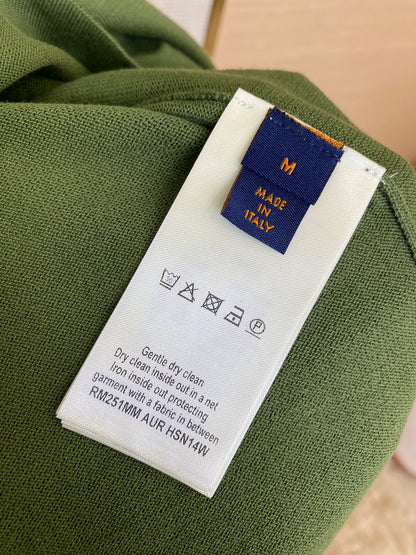 M
MADE
IN
ITALY
Gentle dry clean
Dry clean inside out in a net
Iron inside out protecting
garment with a fabric in between
RM251MM AUR HSN14W